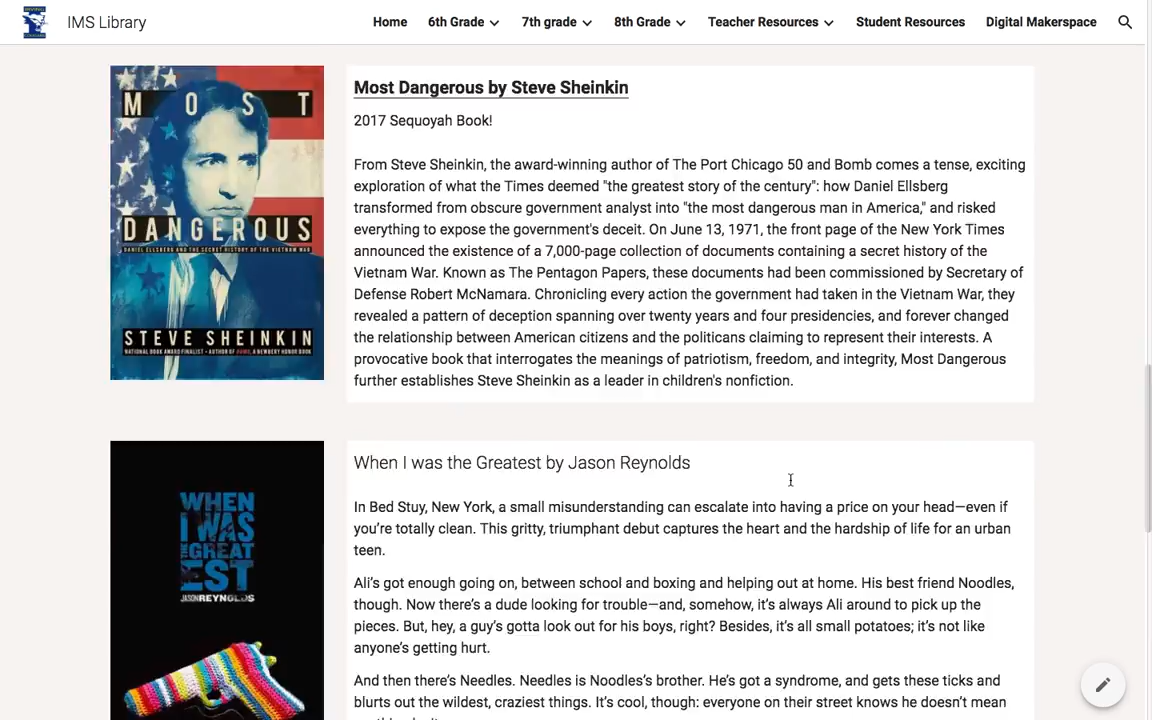 IMS Library
Home 6th Grade 7th grade 8th Grade Teacher Resources Student Resources Digital Makerspace
MOST
DANGEROUS
DANIEL ELLSBERG AND THE SECRET HISTORY OF THE VIETNAM WAR
STEVE SHEINKIN
NATIONAL BOOK AWARD FINALIST • AUTHOR OF BOMB, A NEWBERY HONOR BOOK
Most Dangerous by Steve Sheinkin
2017 Sequoyah Book!
From Steve Sheinkin, the award-winning author of The Port Chicago 50 and Bomb comes a tense, exciting
exploration of what the Times deemed "the greatest story of the century": how Daniel Ellsberg
transformed from obscure government analyst into "the most dangerous man in America," and risked
everything to expose the government's deceit. On June 13, 1971, the front page of the New York Times
announced the existence of a 7,000-page collection of documents containing a secret history of the
Vietnam War. Known as The Pentagon Papers, these documents had been commissioned by Secretary of
Defense Robert McNamara. Chronicling every action the government had taken in the Vietnam War, they
revealed a pattern of deception spanning over twenty years and four presidencies, and forever changed
the relationship between American citizens and the politicians claiming to represent their interests. A
provocative book that interrogates the meanings of patriotism, freedom, and integrity, Most Dangerous
further establishes Steve Sheinkin as a leader in children's nonfiction.
WHEN
I WAS
THE GREAT
EST
JASON REYNOLDS
When I was the Greatest by Jason Reynolds
In Bed Stuy, New York, a small misunderstanding can escalate into having a price on your head—even if
you're totally clean. This gritty, triumphant debut captures the heart and the hardship of life for an urban
teen.
Ali's got enough going on, between school and boxing and helping out at home. His best friend Noodles,
though. Now there's a dude looking for trouble—and, somehow, it's always Ali around to pick up the
pieces. But, hey, a guy's gotta look out for his boys, right? Besides, it's all small potatoes; it's not like
anyone's getting hurt.
And then there's Needles. Needles is Noodles's brother. He's got a syndrome, and gets these ticks and
blurts out the wildest, craziest things. It's cool, though: everyone on their street knows he doesn't mean